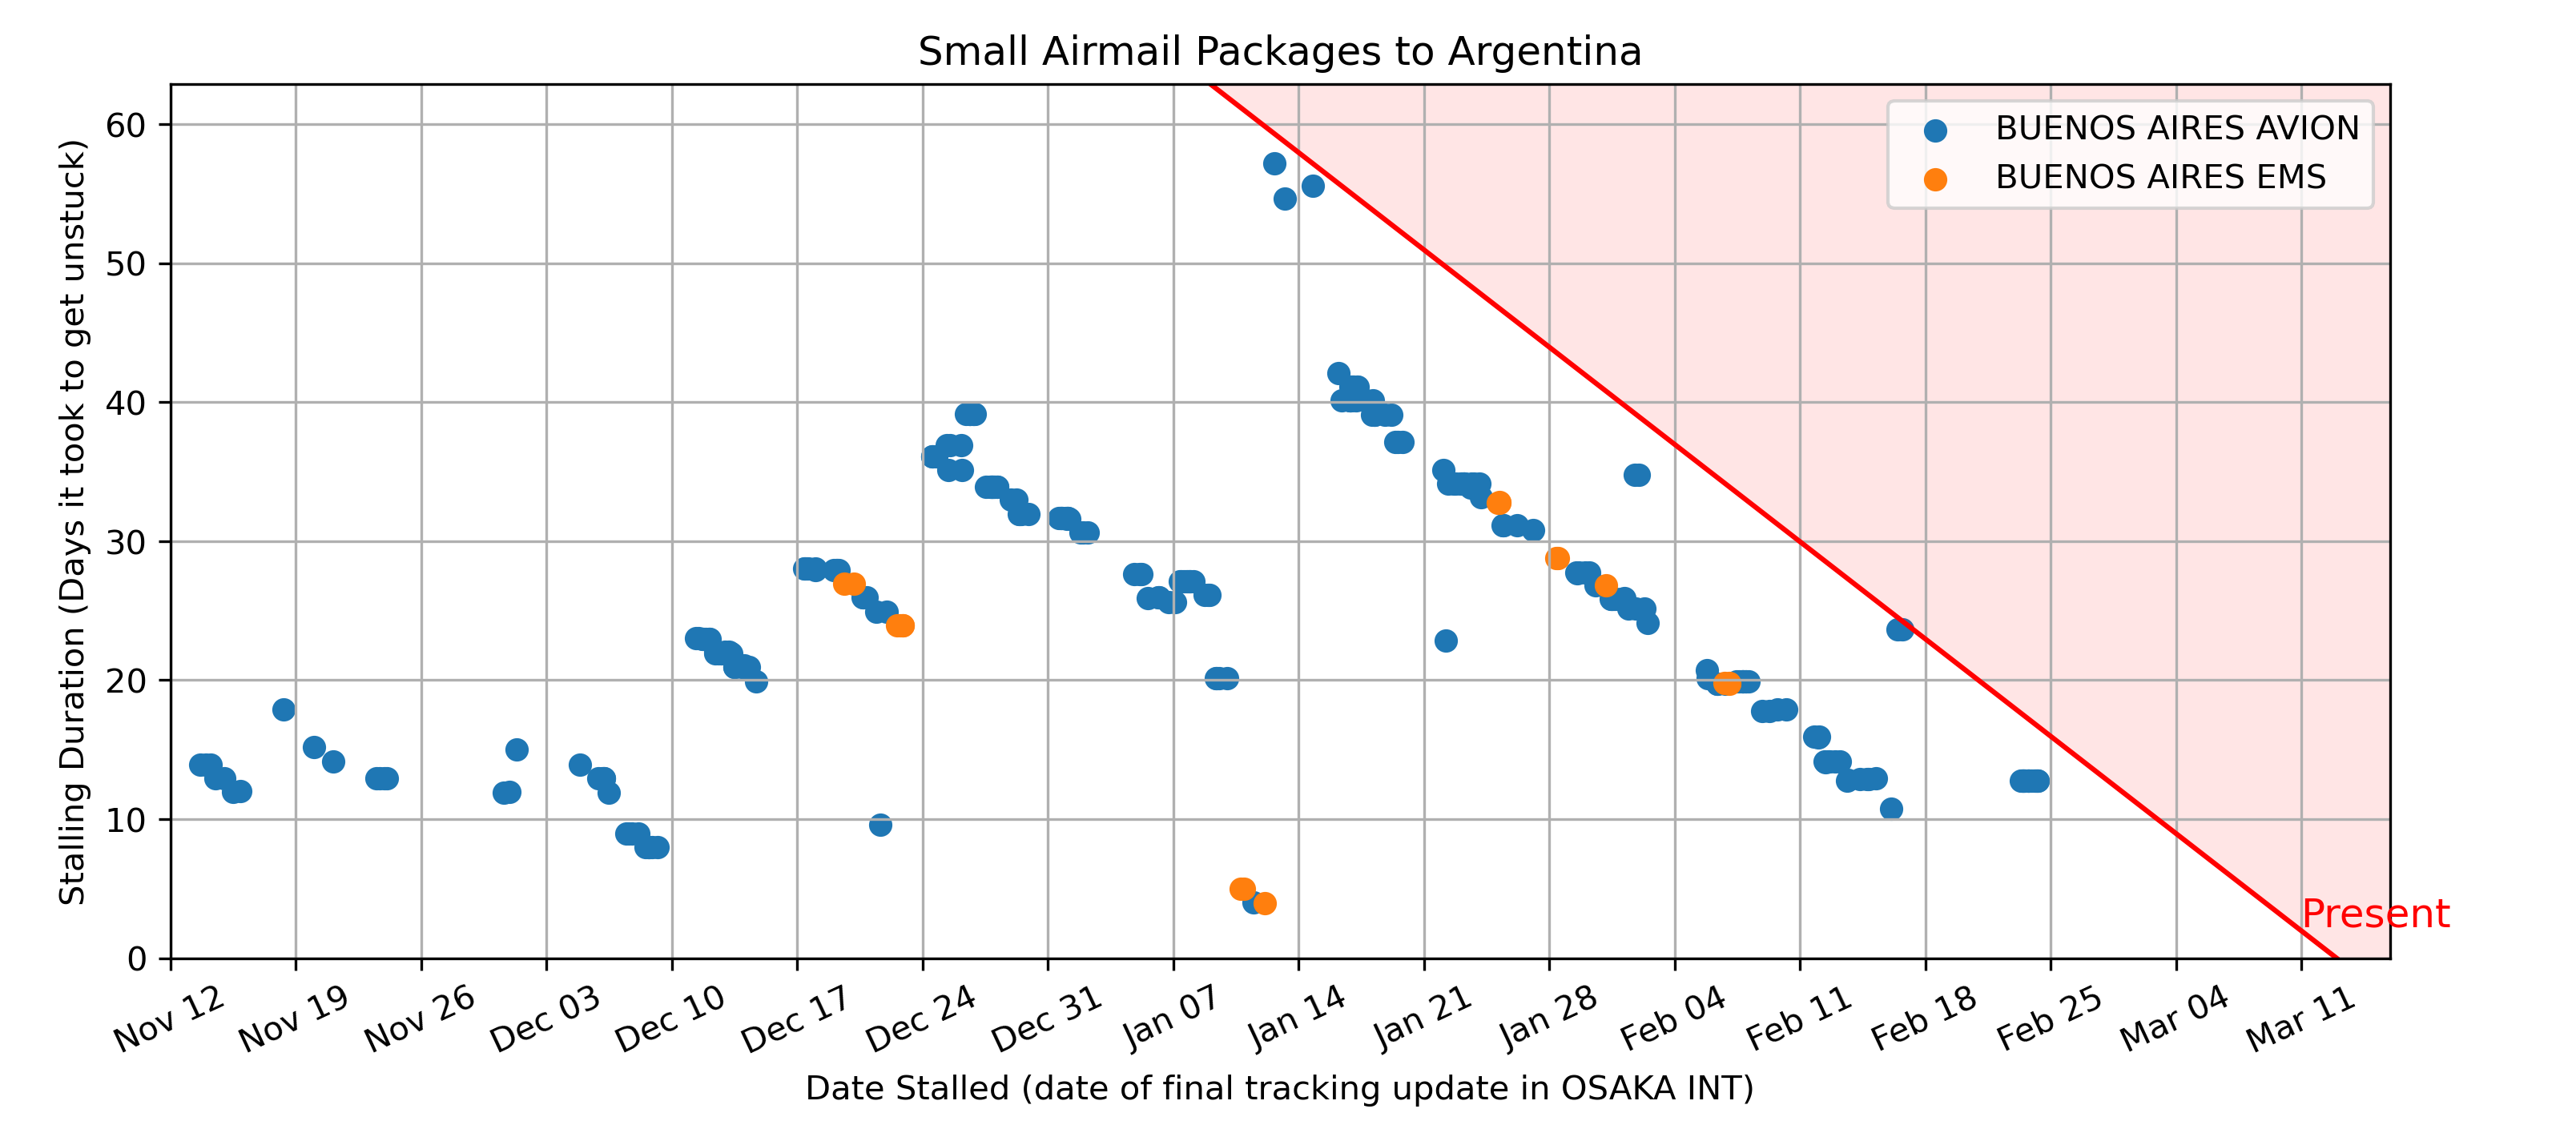 Small Airmail Packages to Argentina
BUENOS AIRES AVION
BUENOS AIRES EMS
Stalling Duration (Days it took to get unstuck)
60
50
40
30
20
10
0
Present
Nov 12
Nov 19
Nov 26
Dec 03
Dec 10
Dec 17
Dec 24
Dec 31
Jan 07
Jan 14
Jan 21
Jan 28
Feb 04
Feb 11
Feb 18
Feb 25
Mar 04
Mar 11
Date Stalled (date of final tracking update in OSAKA INT)